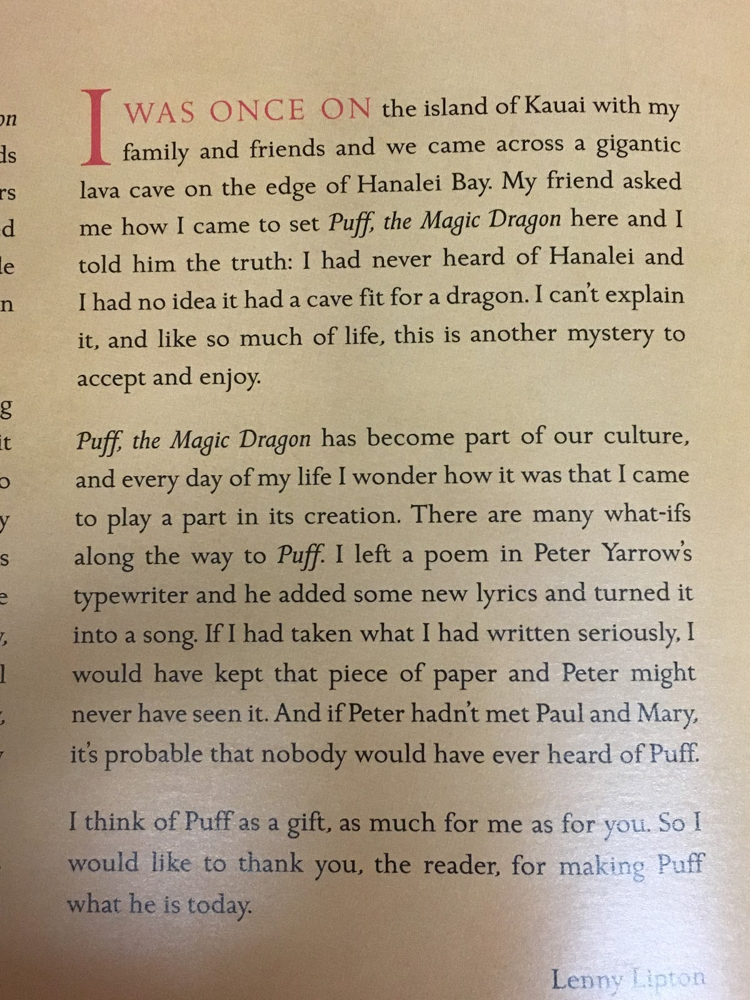 I WAS ONCE ON the island of Kauai with my
family and friends and we came across a gigantic
lava cave on the edge of Hanalei Bay. My friend asked
me how I came to set Puff, the Magic Dragon here and I
told him the truth: I had never heard of Hanalei and
I had no idea it had a cave fit for a dragon. I can't explain
it, and like so much of life, this is another mystery to
accept and enjoy.
Puff, the Magic Dragon has become part of our culture,
and every day of my life I wonder how it was that I came
to play a part in its creation. There are many what-ifs
along the way to Puff. I left a poem in Peter Yarrow's
typewriter and he added some new lyrics and turned it
into a song. If I had taken what I had written seriously, I
would have kept that piece of paper and Peter might
never have seen it. And if Peter hadn't met Paul and Mary,
it's probable that nobody would have ever heard of Puff.
I think of Puff as a gift, as much for me as for you. So I
would like to thank you, the reader, for making Puff
what he is today.
Lenny Lipton